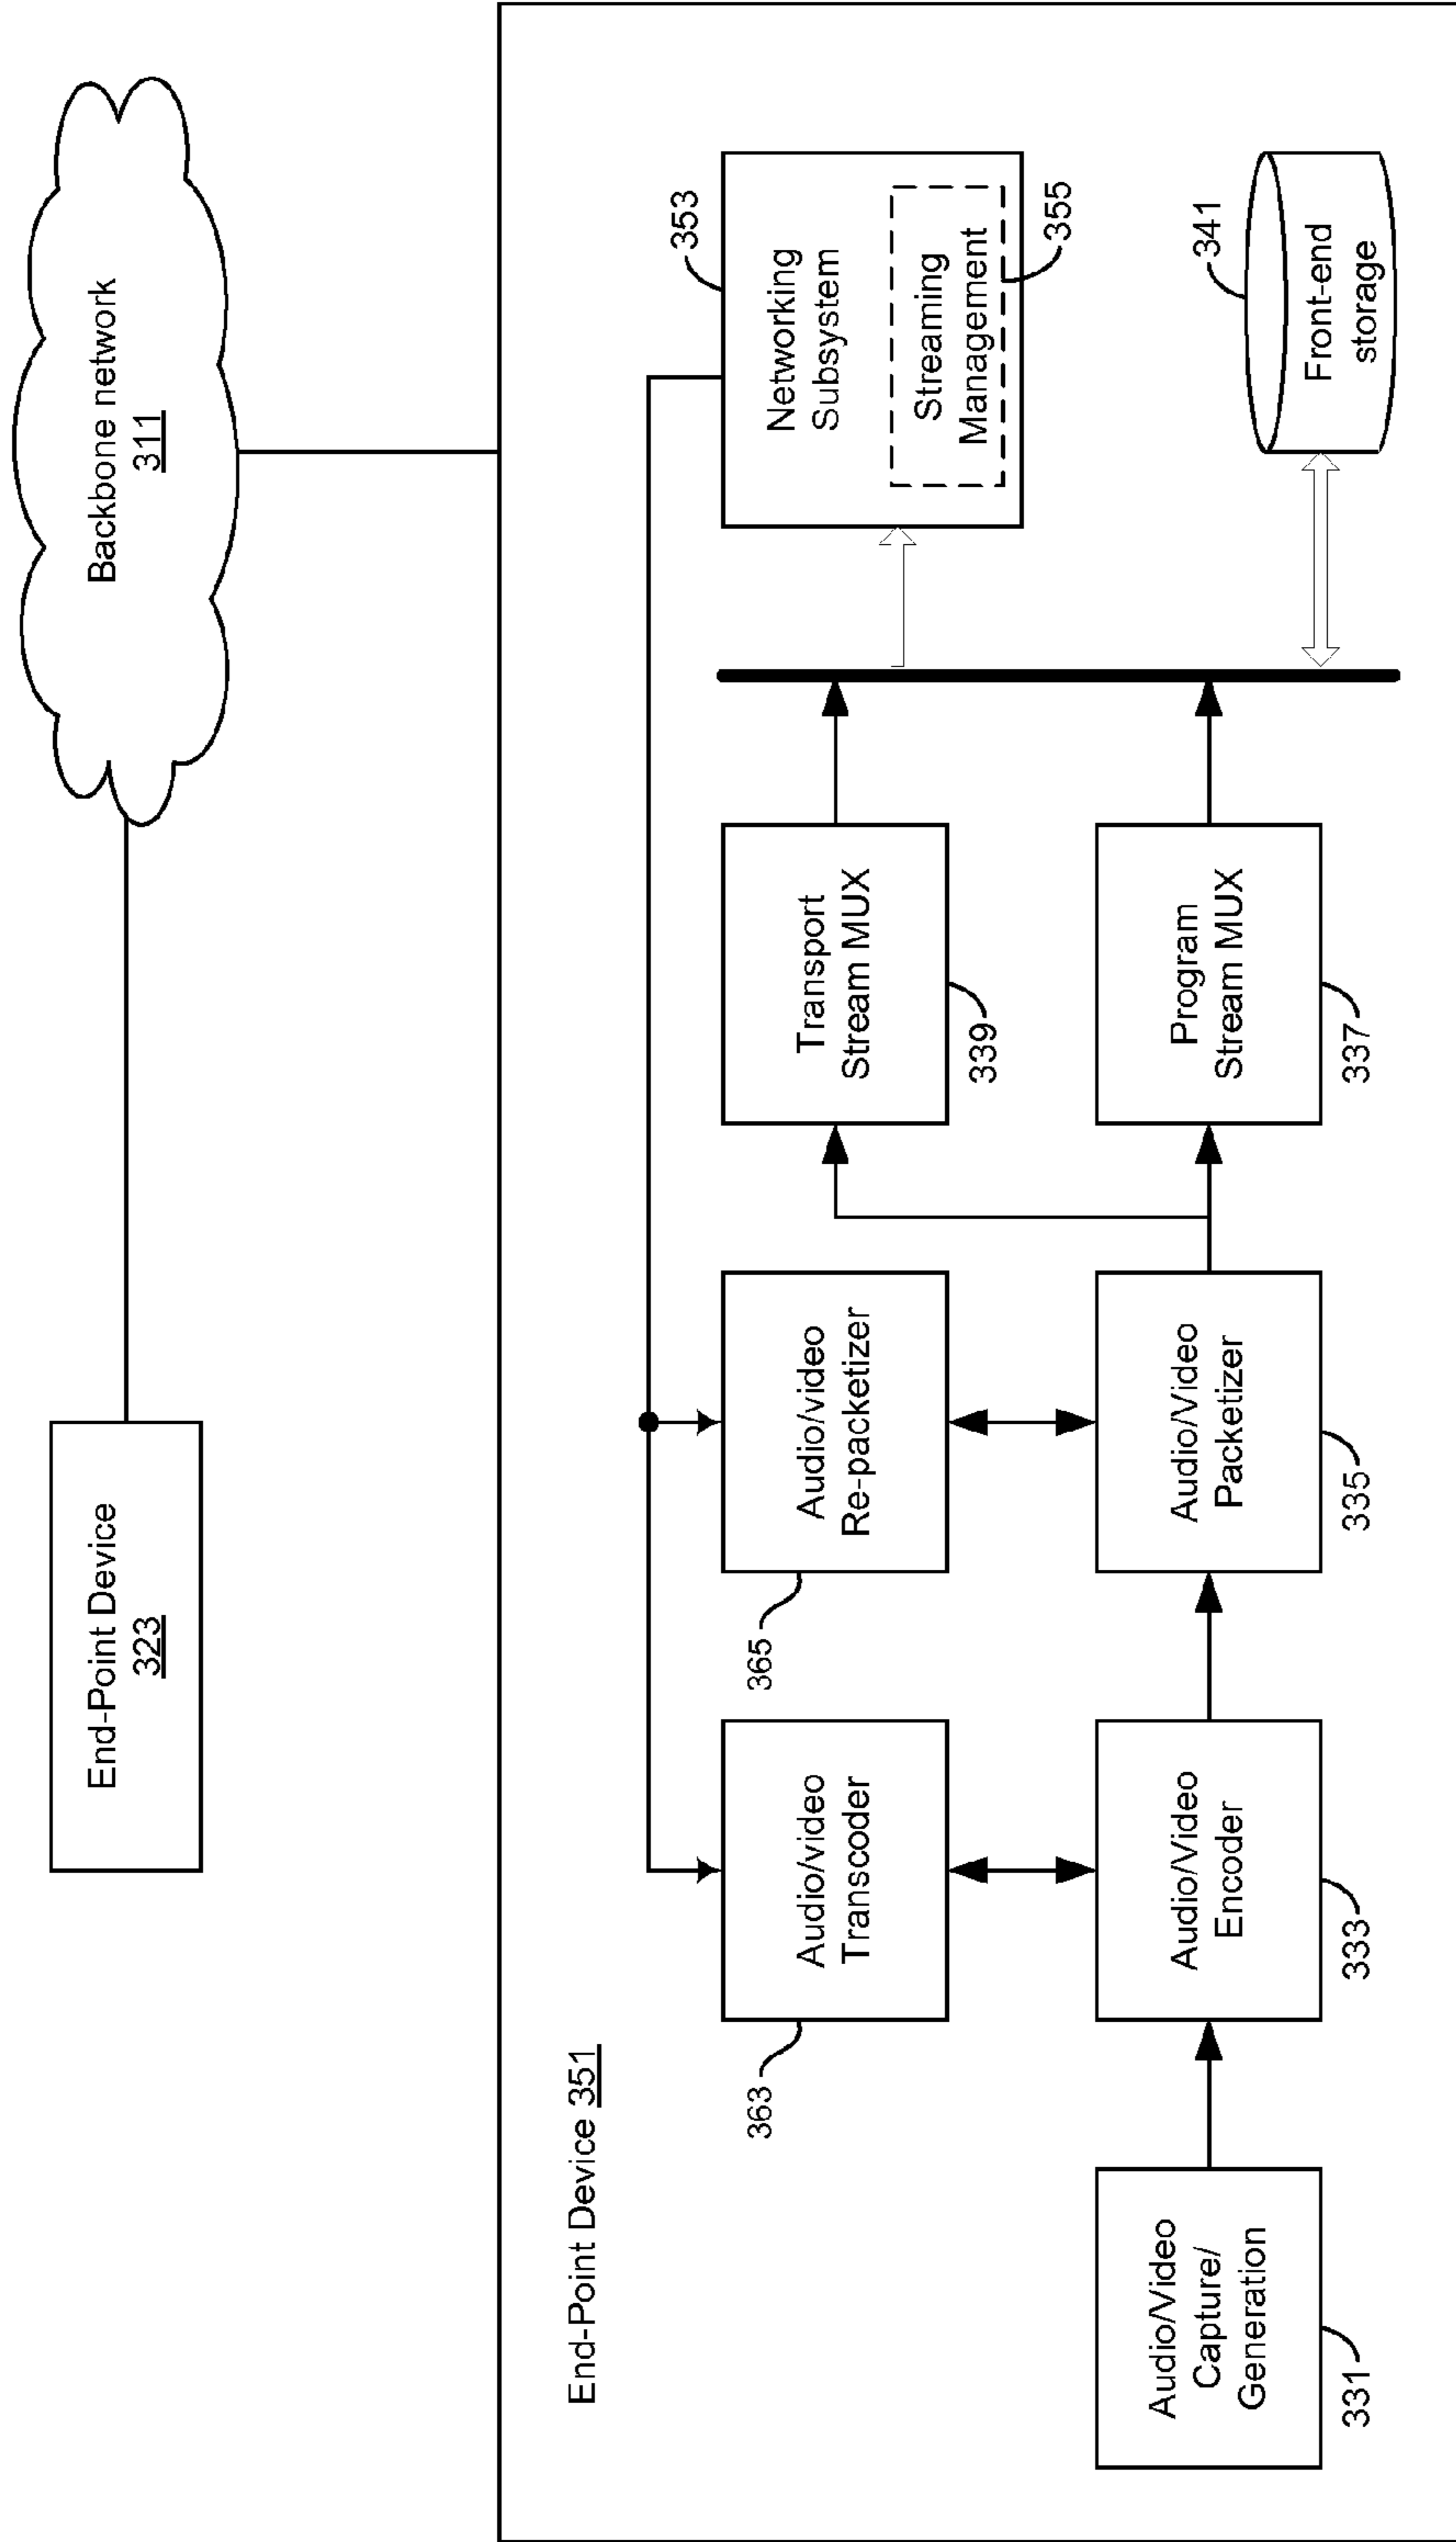 End-Point Device
323
Backbone network
311
End-Point Device 351
Audio/video
Transcoder
363
Audio/video
Re-packetizer
365
Transport
Stream MUX
339
Networking
Subsystem
353
Streaming
Management
355
Audio/Video
Capture/
Generation
331
Audio/Video
Encoder
333
Audio/Video
Packetizer
335
Program
Stream MUX
337
Front-end
storage
341